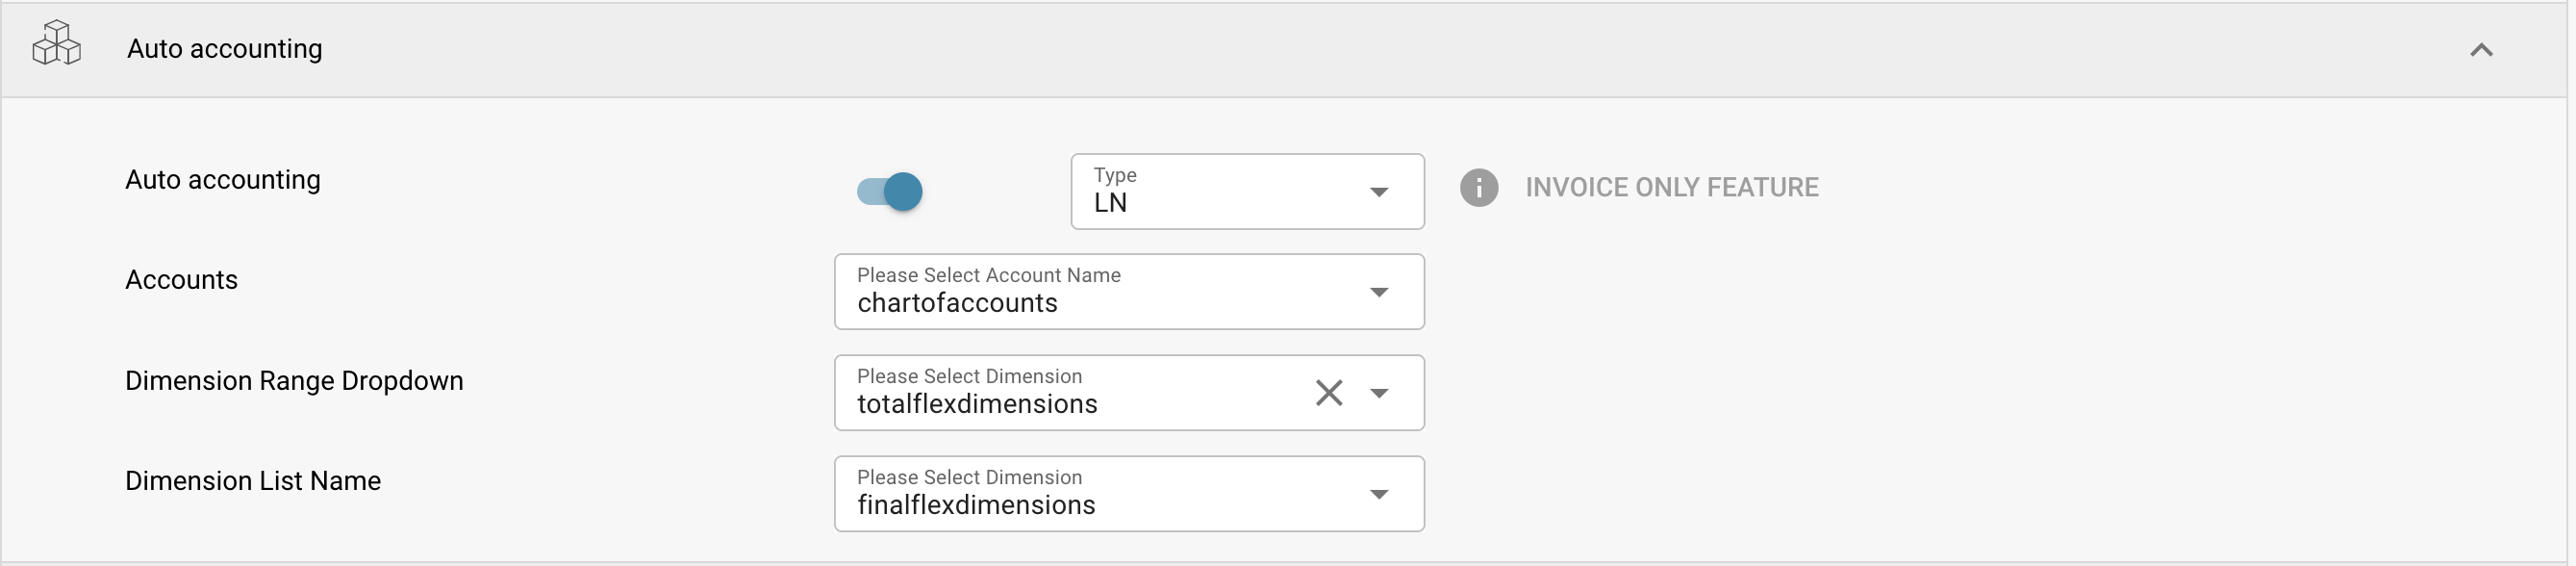 Auto accounting
Auto accounting
Type
LN
INVOICE ONLY FEATURE
Accounts
Please Select Account Name
chartofaccounts
Dimension Range Dropdown
Please Select Dimension
totalflexdimensions
Dimension List Name
Please Select Dimension
finalflexdimensions